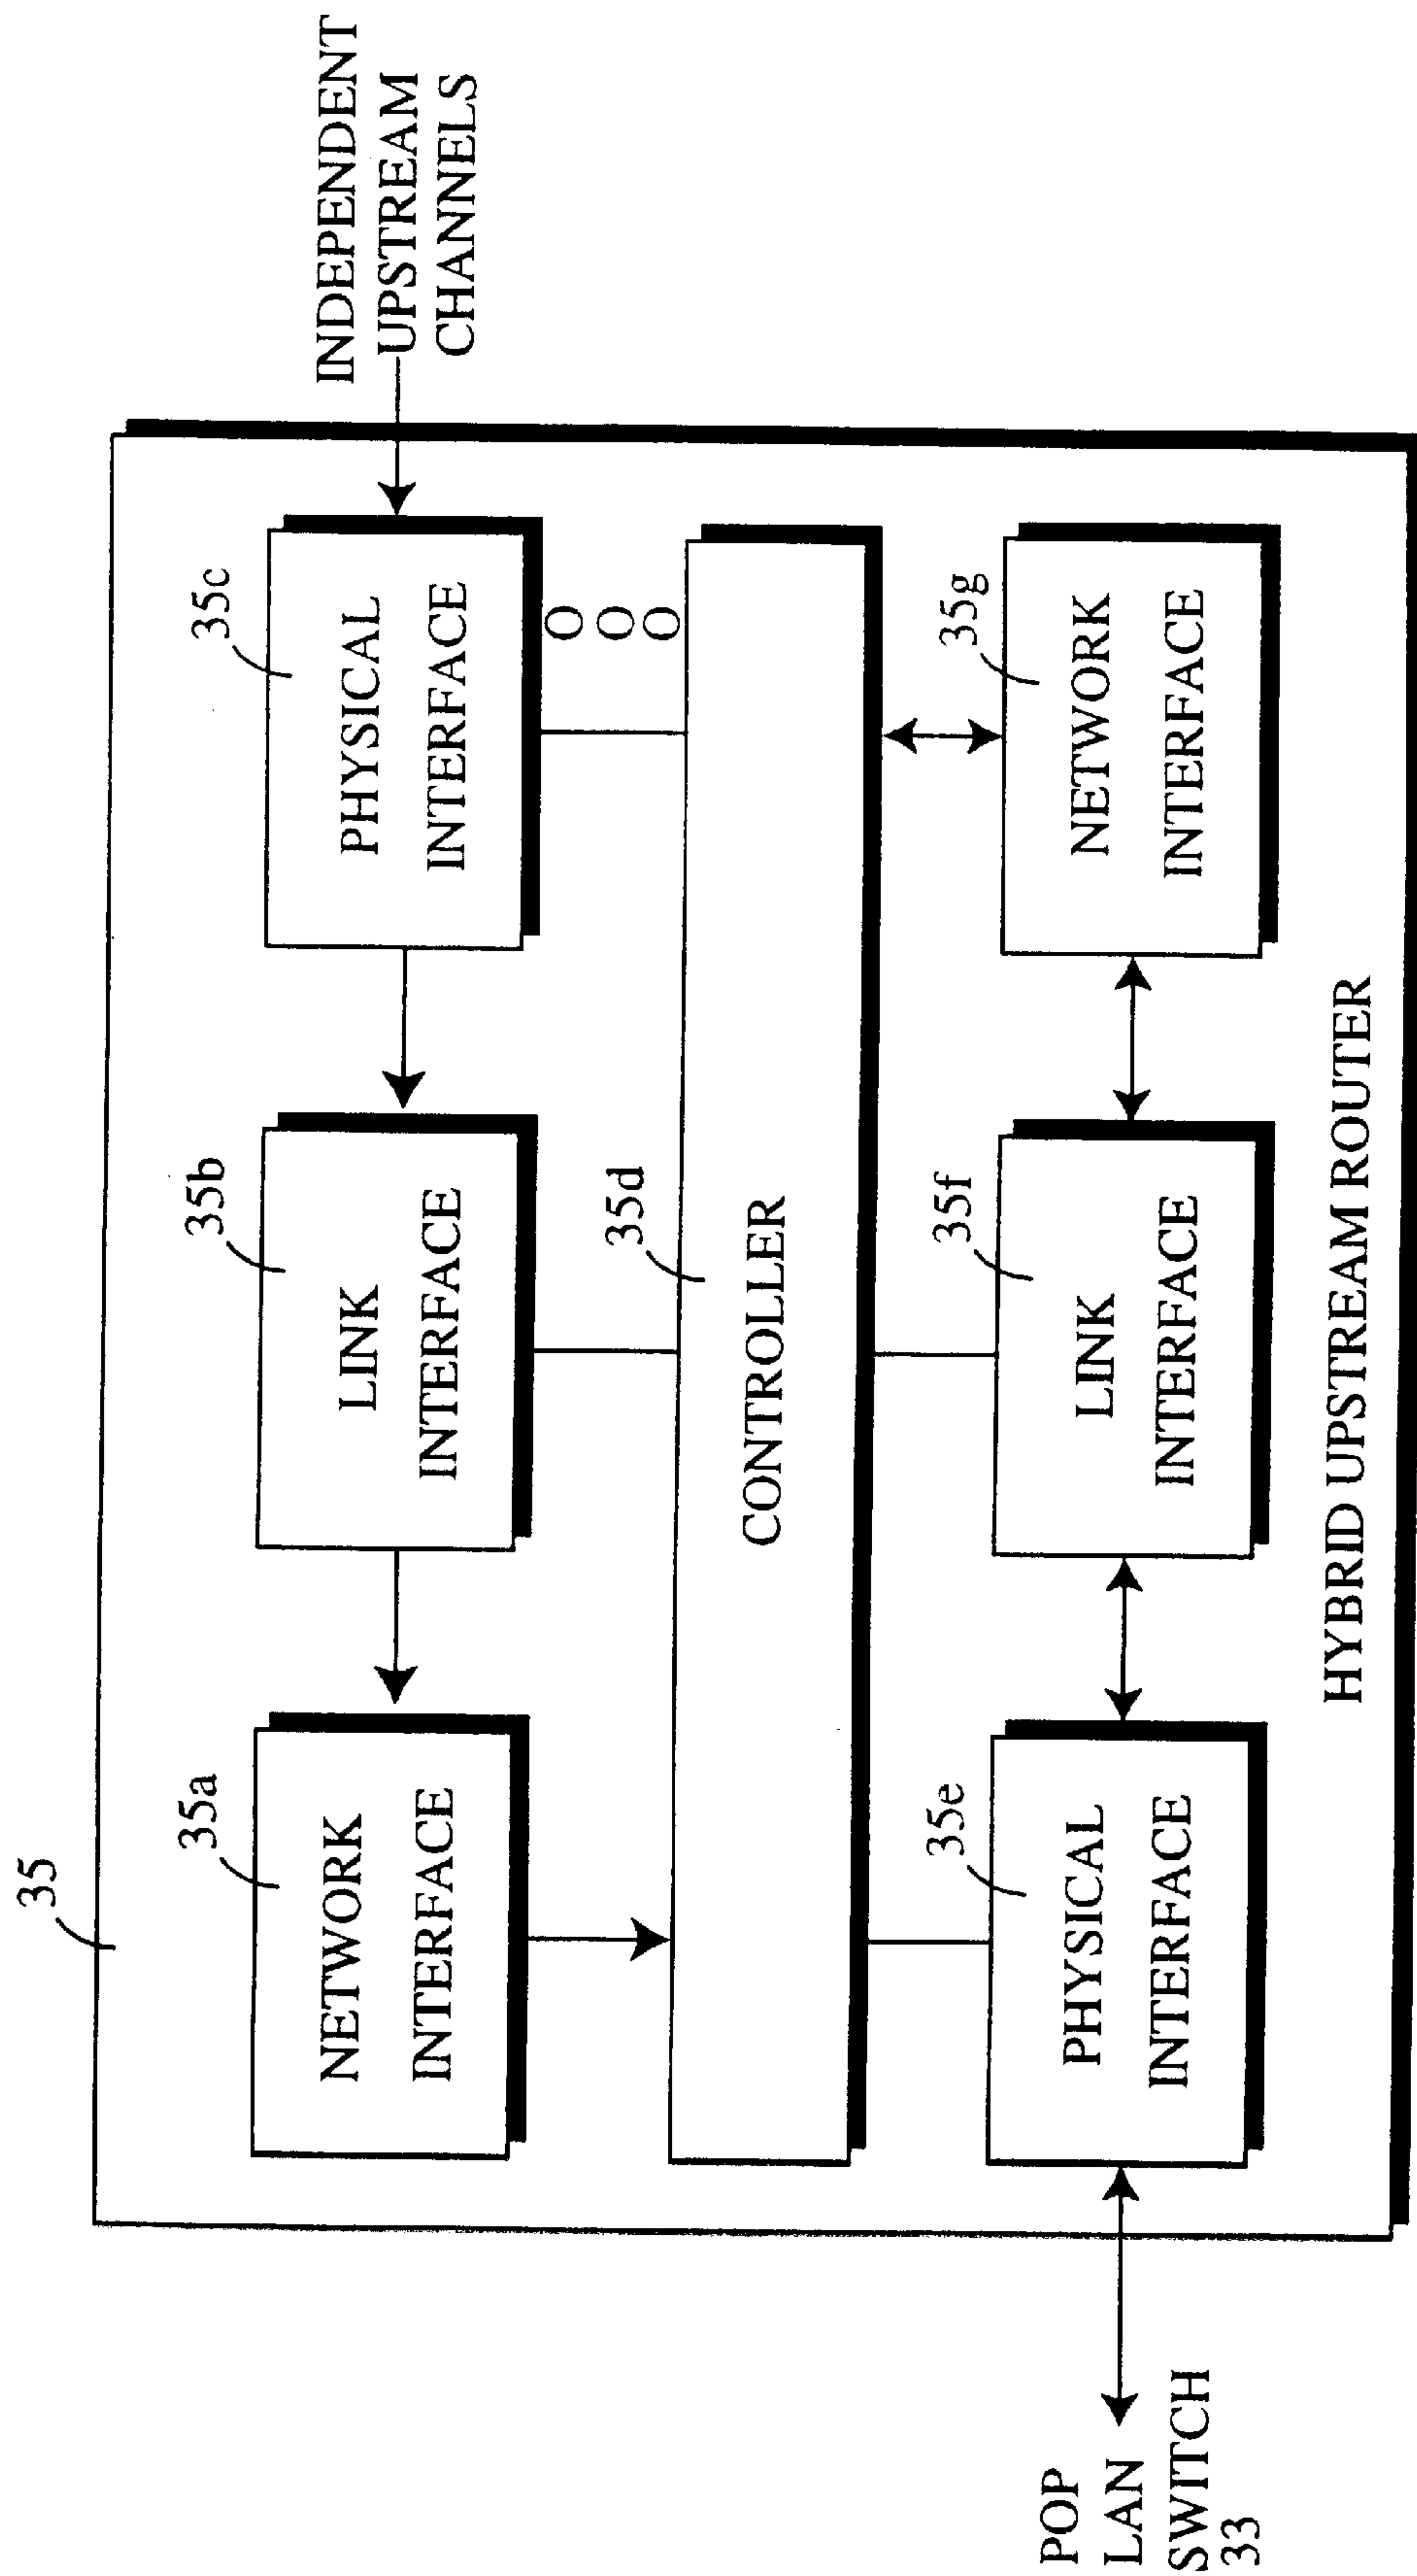 35
35a
NETWORK
INTERFACE
35b
LINK
INTERFACE
35c
PHYSICAL
INTERFACE
INDEPENDENT
UPSTREAM
CHANNELS
O
O
O
35d
CONTROLLER
POP
LAN
SWITCH
33
35e
PHYSICAL
INTERFACE
35f
LINK
INTERFACE
35g
NETWORK
INTERFACE
HYBRID UPSTREAM ROUTER